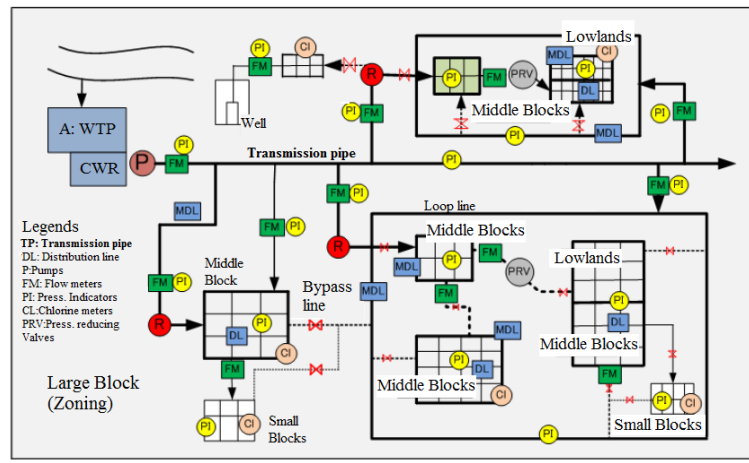 Lowlands
CI
PI
CI
MDL
PI
FM
R
PI
FM
PRV
PI
DL
Well
PI
FM
Middle Blocks
PI
FM
A: WTP
PI
MDL
CWR
P
PI
FM
Transmission pipe
PI
FM
PI
MDL
FM
PI
FM
PI
Loop line
Legends
TP: Transmission pipe
DL: Distribution line
P:Pumps
FM: Flow meters
PI: Press. Indicators
CL:Chlorine meters
PRV:Press. reducing
Valves
FM
PI
R
Middle
Block
DL
PI
CI
FM
PI
CI
Small
Blocks
Bypass
line
R
Middle Blocks
MDL
PI
FM
PRV
MDL
FM
MDL
PI
DL
Middle Blocks
CI
Lowlands
PI
DL
Middle Blocks
FM
PI
CI
Small Blocks
PI
Large Block
(Zoning)